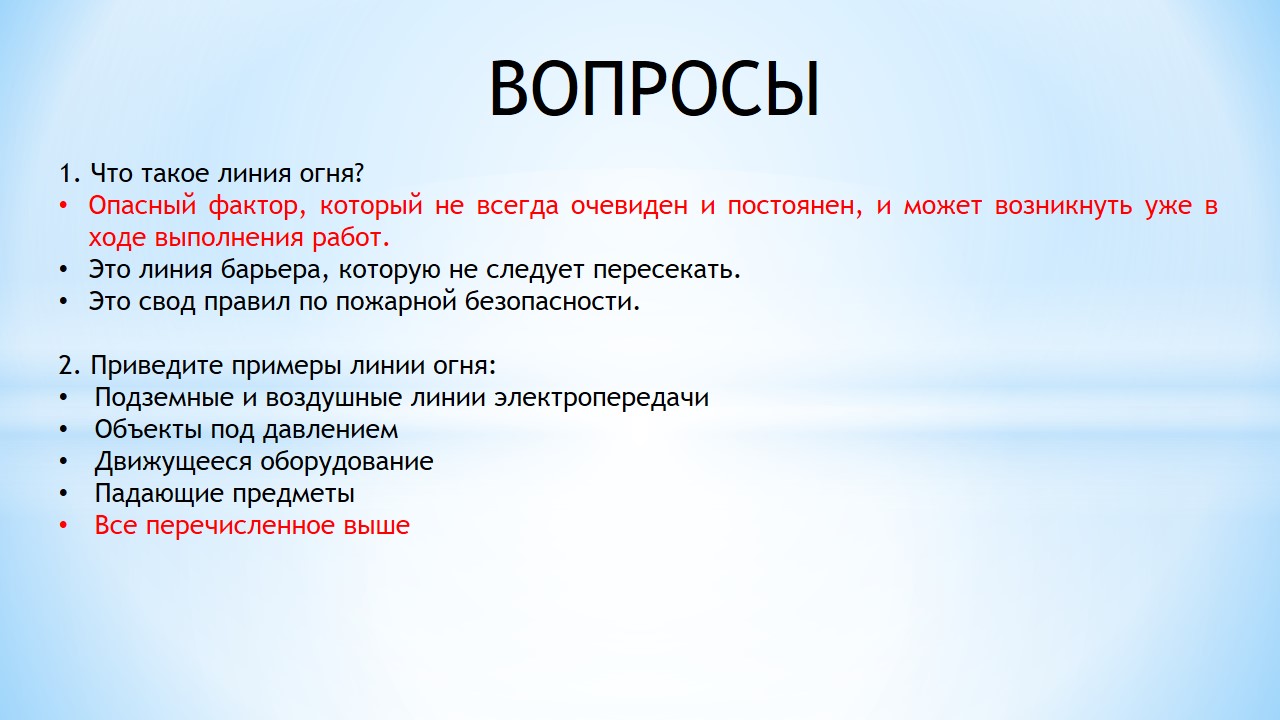 ВОПРОСЫ
1. Что такое линия огня?
• Опасный фактор, который не всегда очевиден и постоянен, и может возникнуть уже в
ходе выполнения работ.
• Это линия барьера, которую не следует пересекать.
• Это свод правил по пожарной безопасности.
2. Приведите примеры линии огня:
• Подземные и воздушные линии электропередачи
• Объекты под давлением
• Движущееся оборудование
• Падающие предметы
• Все перечисленное выше